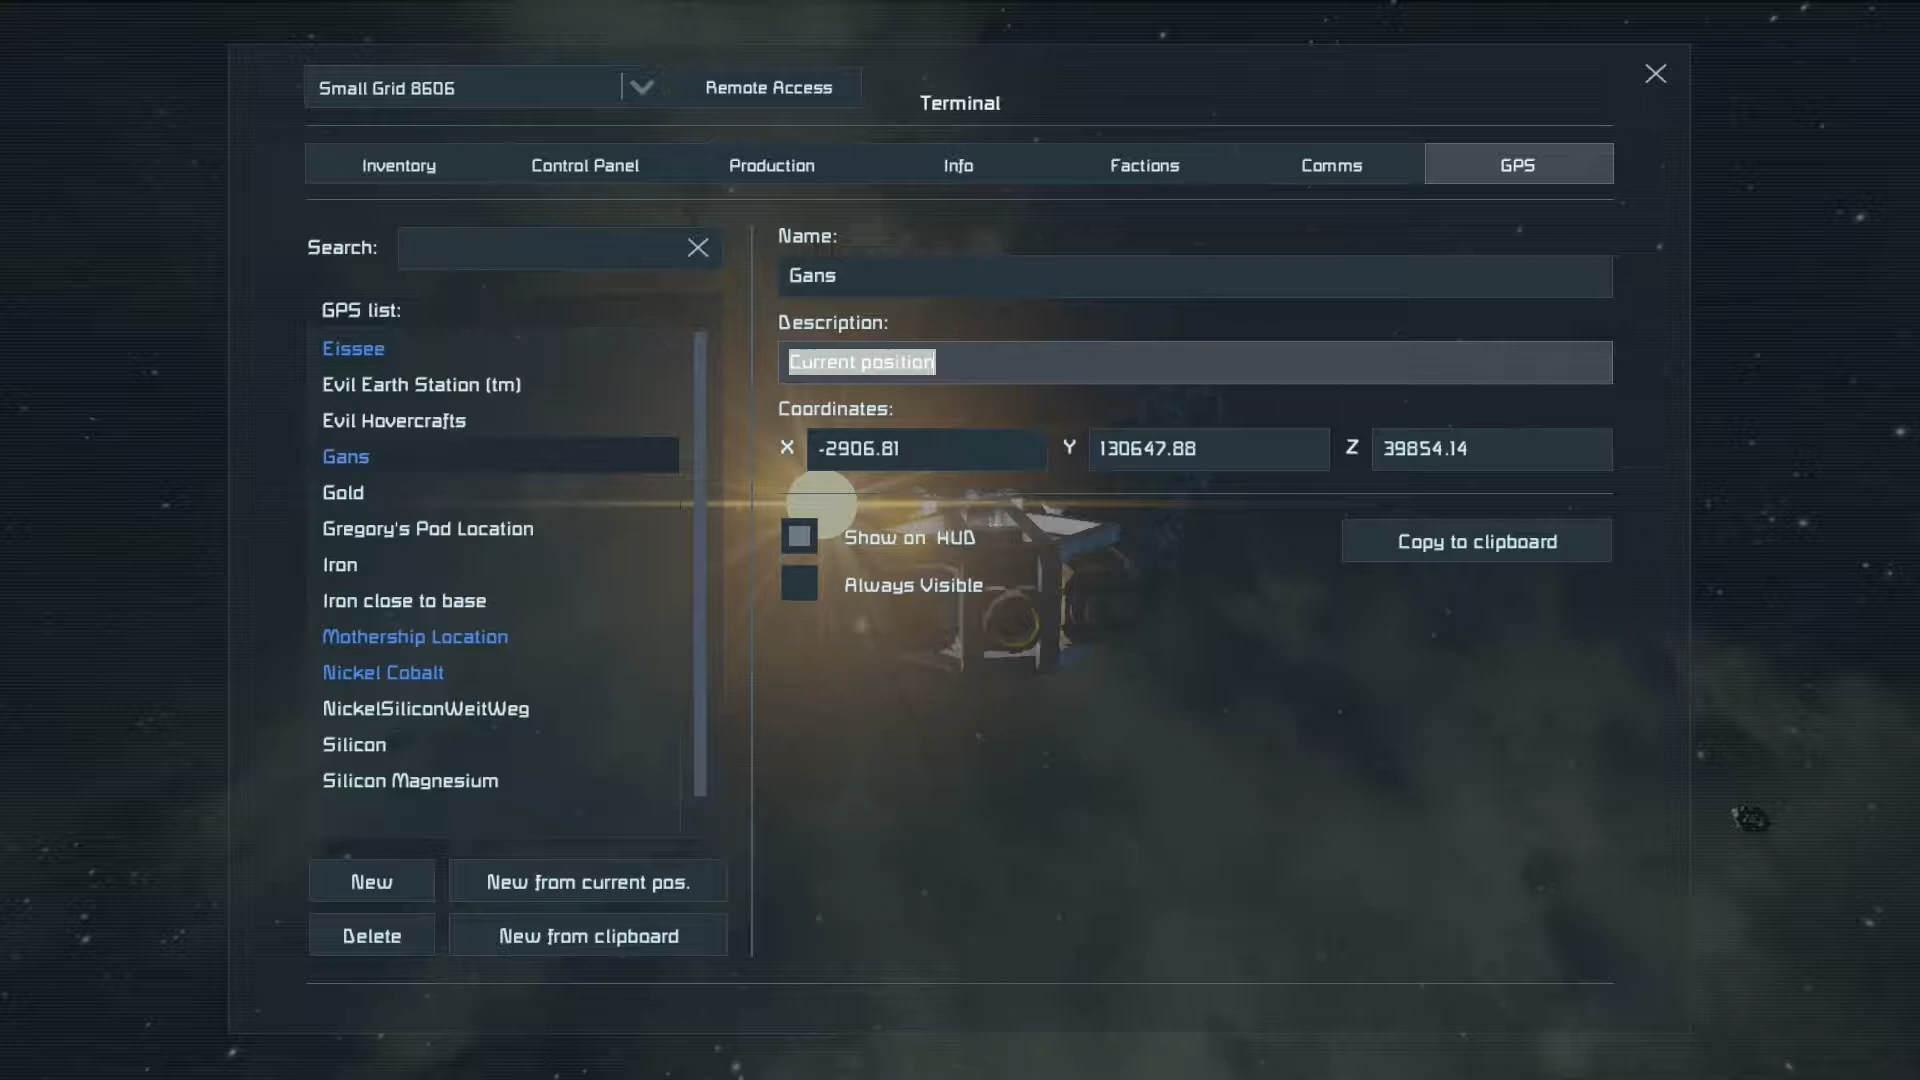 Small Grid 8606
Remote Access
Terminal
Inventory
Control Panel
Production
Info
Factions
Comms
GPS
Search:
GPS list:
Eissee
Evil Earth Station (tm)
Evil Hovercrafts
Gans
Gold
Gregory's Pod Location
Iron
Iron close to base
Mothership Location
Nickel Cobalt
NickelSiliconWeitWeg
Silicon
Silicon Magnesium
New
New from current pos.
Delete
New from clipboard
Name:
Gans
Description:
Current position
Coordinates:
X -2906.81 Y 130647.88 Z 39854.14
Show on HUD
Always Visible
Copy to clipboard